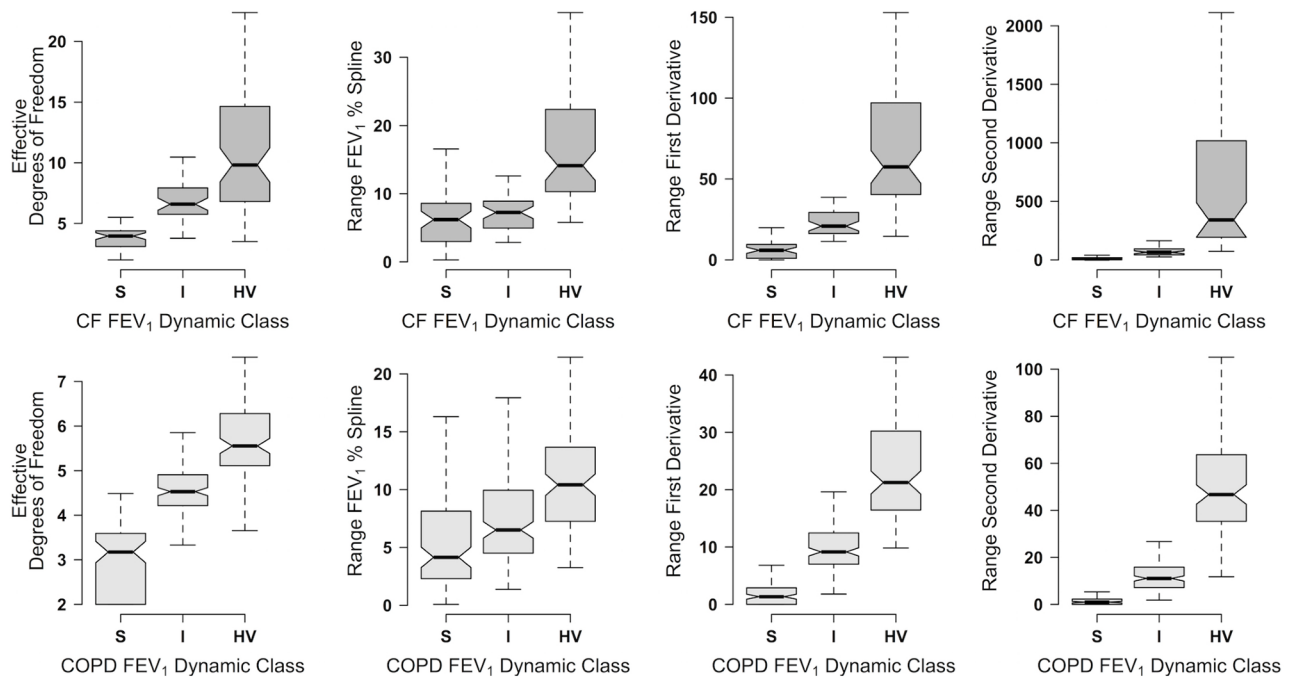 Effective
Degrees of Freedom
20
15
10
5
S I HV
CF FEV₁ Dynamic Class
Range FEV₁ % Spline
30
20
10
0
S I HV
CF FEV₁ Dynamic Class
Range First Derivative
150
100
50
0
S I HV
CF FEV₁ Dynamic Class
Range Second Derivative
2000
1500
1000
500
0
S I HV
CF FEV₁ Dynamic Class
Effective
Degrees of Freedom
7
6
5
4
3
2
S I HV
COPD FEV₁ Dynamic Class
Range FEV₁ % Spline
20
15
10
5
0
S I HV
COPD FEV₁ Dynamic Class
Range First Derivative
40
30
20
10
0
S I HV
COPD FEV₁ Dynamic Class
Range Second Derivative
100
80
60
40
20
0
S I HV
COPD FEV₁ Dynamic Class